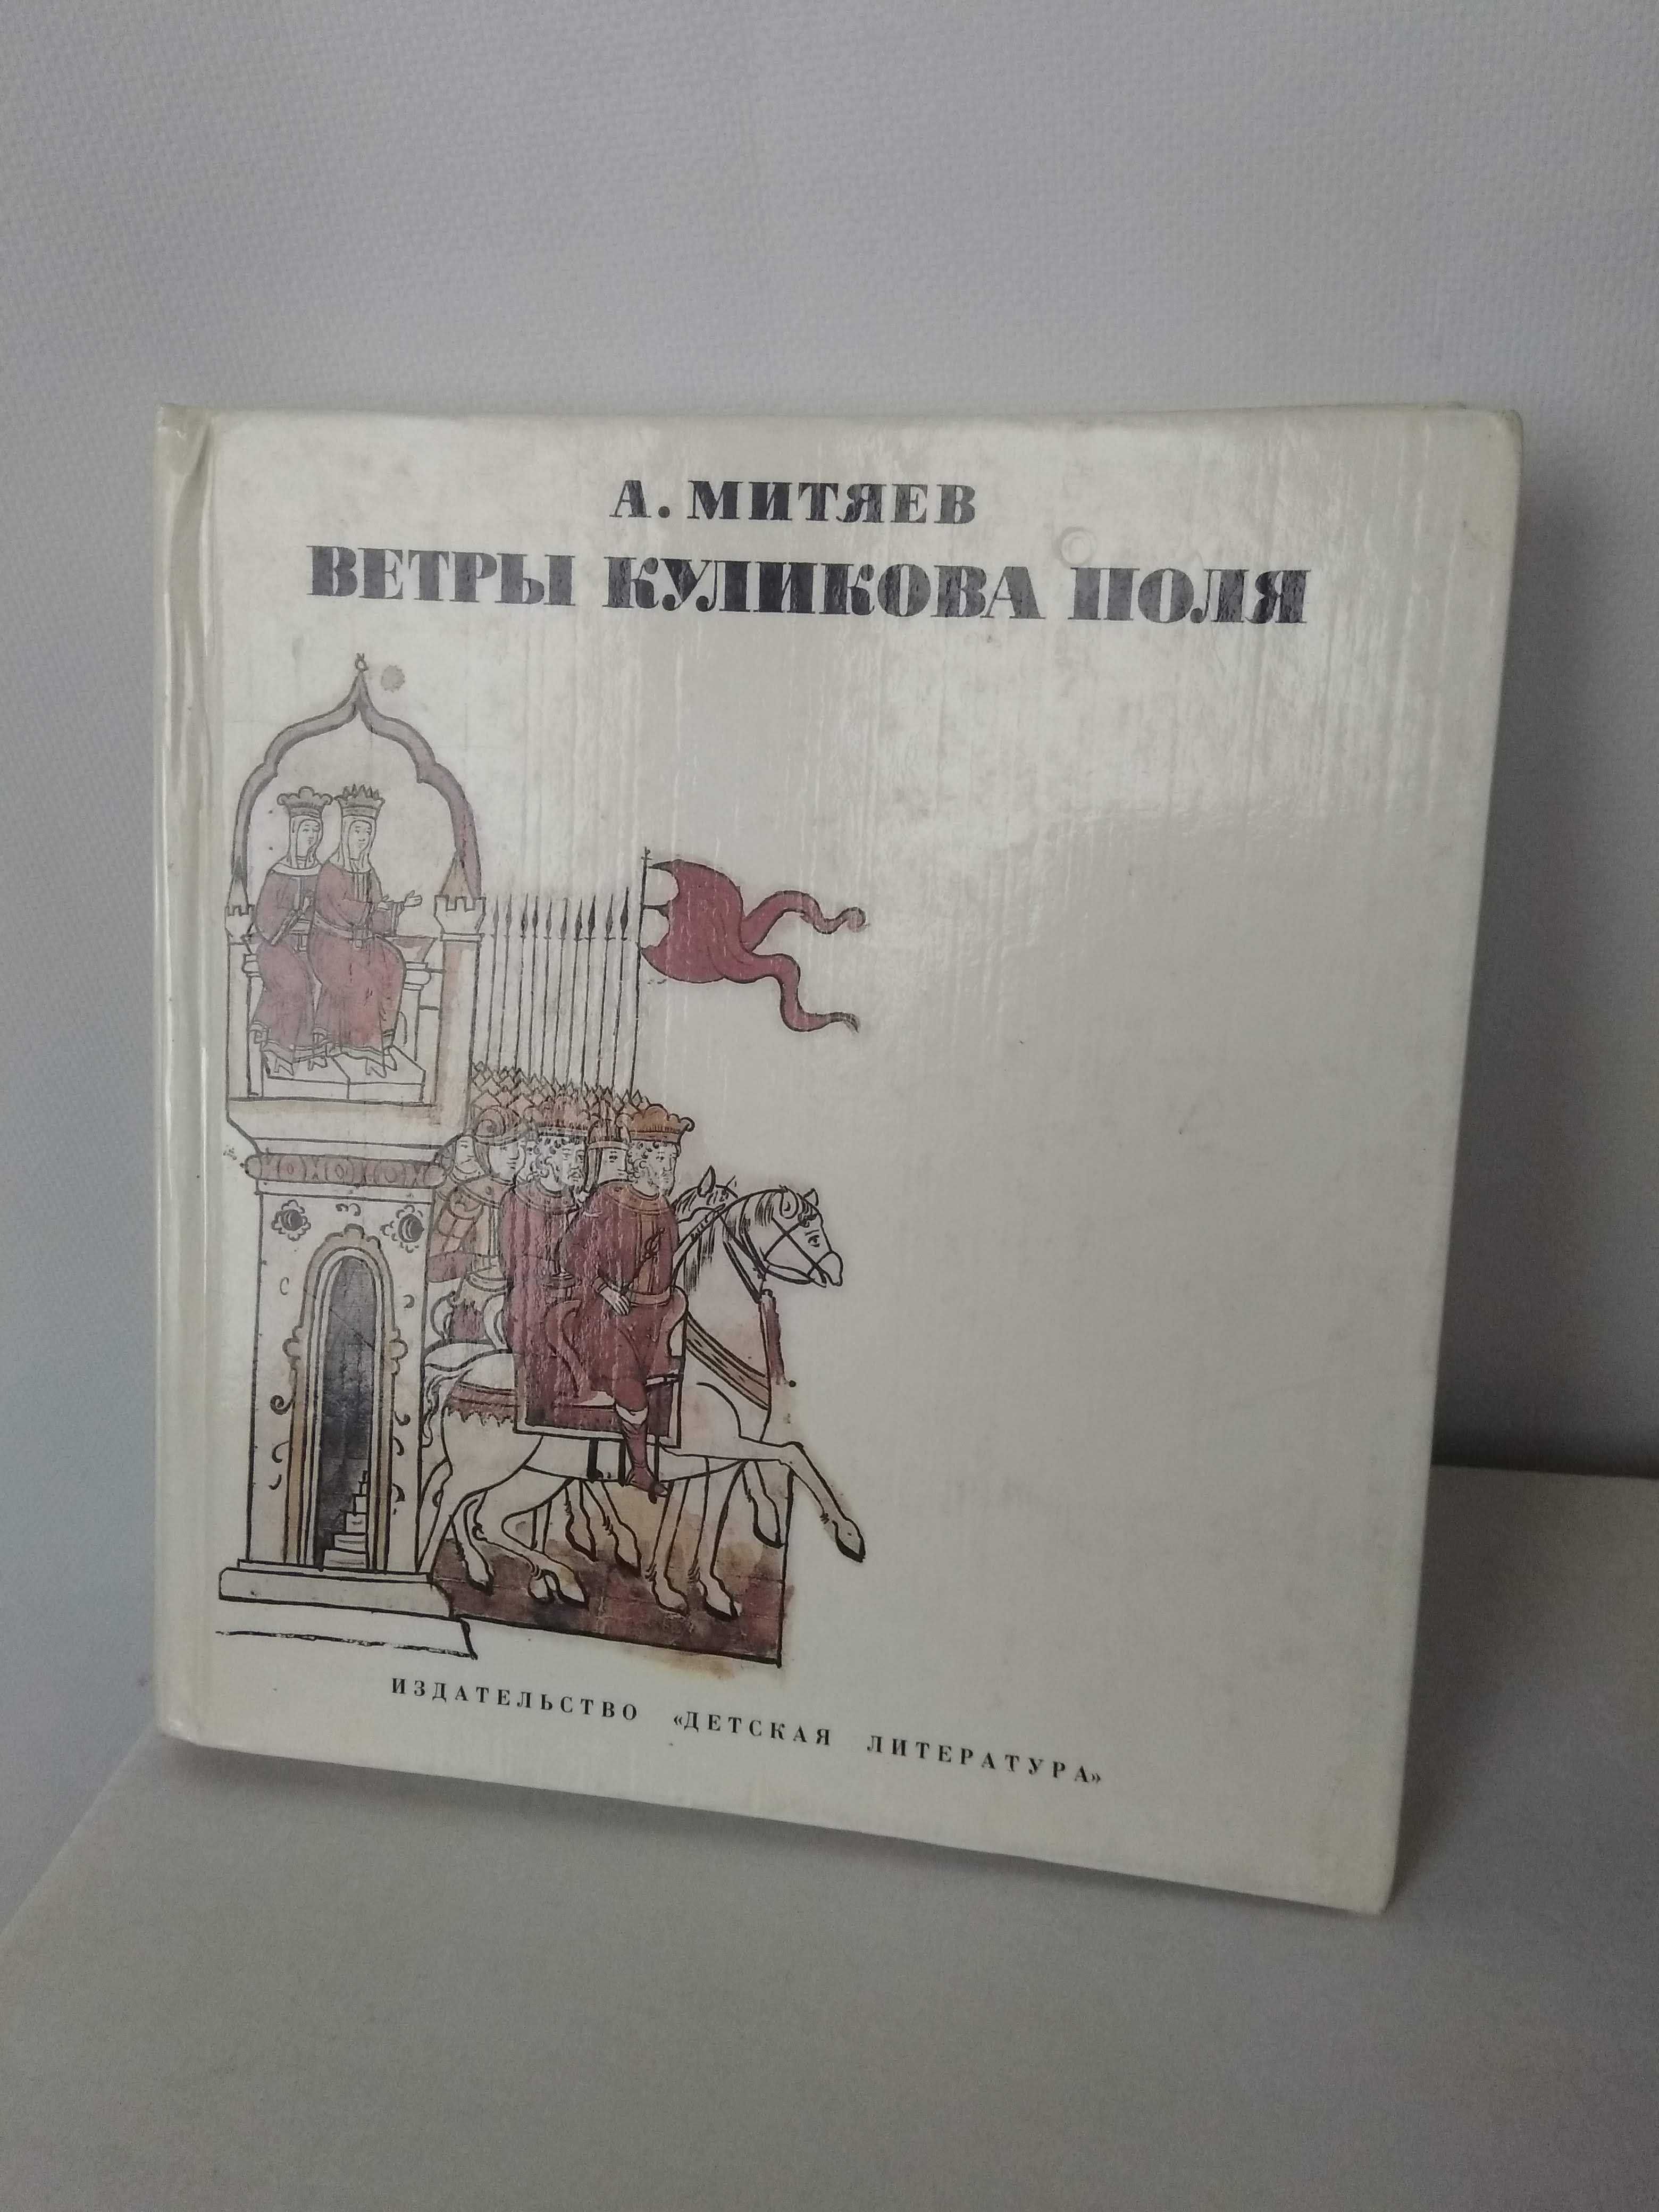 А. МИТЯЕВ
ВЕТРЫ КУЛИКОВА ПОЛЯ
ИЗДАТЕЛЬСТВО «ДЕТСКАЯ ЛИТЕРАТУРА»